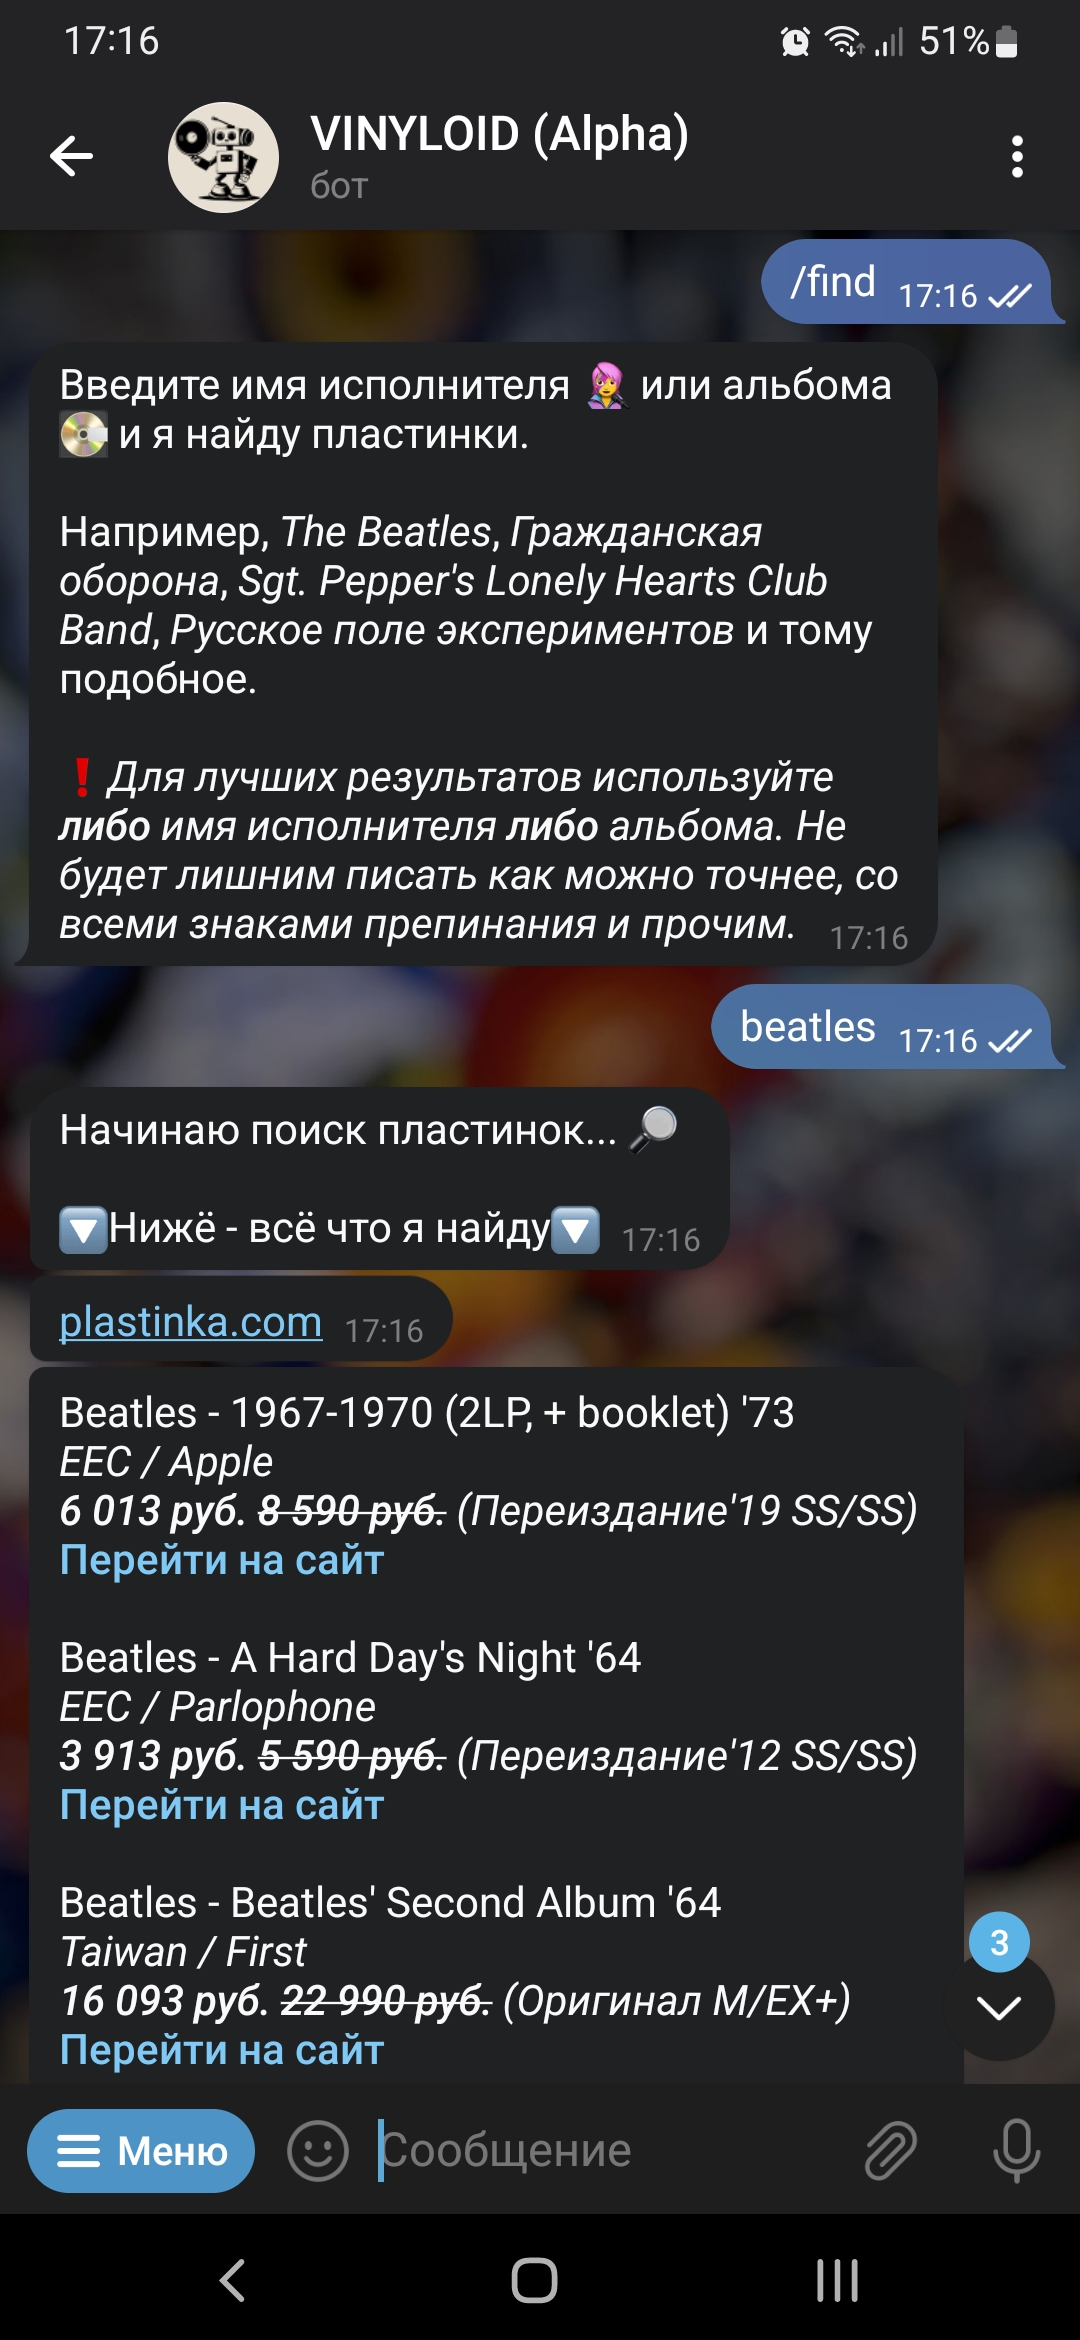 17:16
51%
VINYLOID (Alpha)
бот
/find 17:16
Введите имя исполнителя 👩‍🎤 или альбома
💽 и я найду пластинки.
Например, The Beatles, Гражданская
оборона, Sgt. Pepper's Lonely Hearts Club
Band, Русское поле экспериментов и тому
подобное.
❗ Для лучших результатов используйте
либо имя исполнителя либо альбома. Не
будет лишним писать как можно точнее, со
всеми знаками препинания и прочим. 17:16
beatles 17:16
Начинаю поиск пластинок... 🔎
🔽Нижё - всё что я найду🔽 17:16
plastinka.com 17:16
Beatles - 1967-1970 (2LP, + booklet) '73
EEC / Apple
6 013 руб. 8 590 руб. (Переиздание'19 SS/SS)
Перейти на сайт
Beatles - A Hard Day's Night '64
EEC / Parlophone
3 913 руб. 5 590 руб. (Переиздание'12 SS/SS)
Перейти на сайт
Beatles - Beatles' Second Album '64
Taiwan / First
16 093 руб. 22 990 руб. (Оригинал M/EX+)
Перейти на сайт
3
Меню
Сообщение